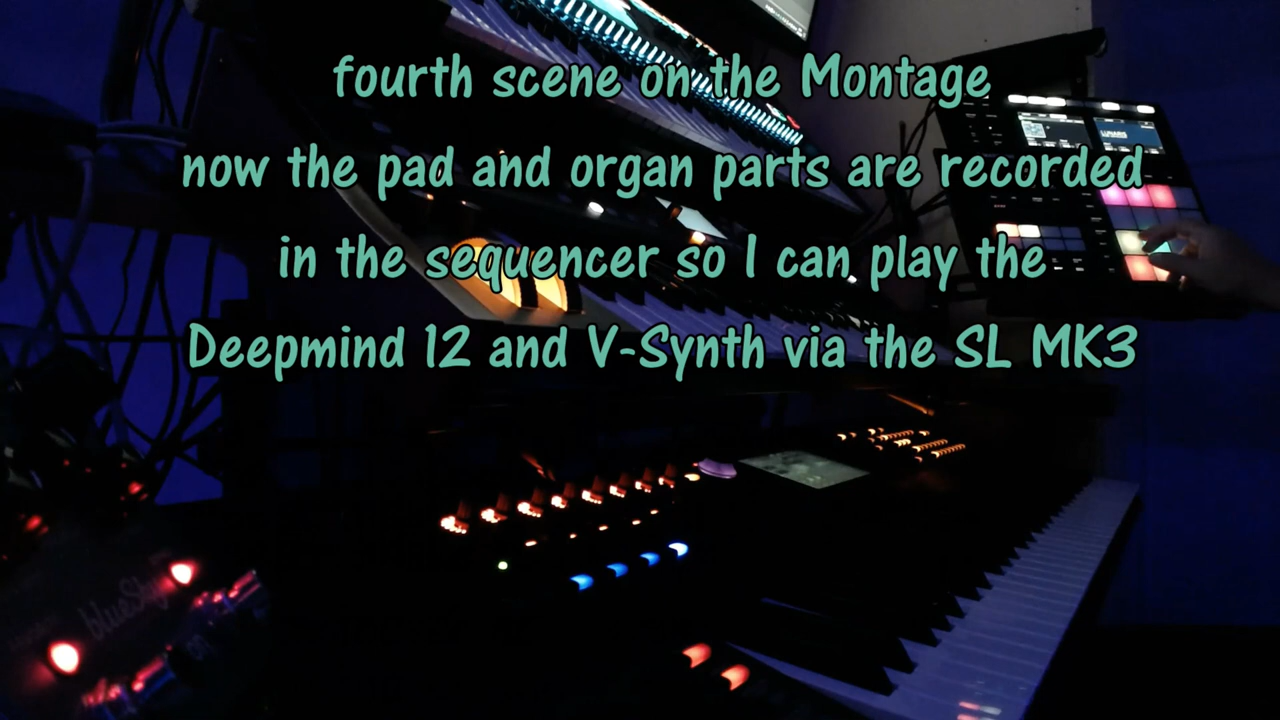 fourth scene on the Montage
now the pad and organ parts are recorded
in the sequencer so I can play the
Deepmind 12 and V-Synth via the SL MK3
blueSky